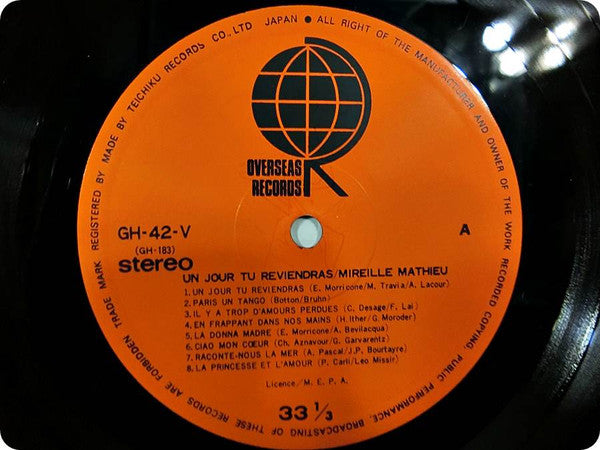 TRADE MARK REGISTERED BY MADE BY TEICHIKU RECORDS CO., LTD JAPAN • ALL RIGHT OF THE MANUFACTURER AND OWNER OF THE WORK RECORDED COPYING, PUBLIC PERFORMANCE, BROADCASTING OF THESE RECORDS ARE FORBIDDEN
OVERSEAS
RECORDS
GH-42-V
(GH-183)
stereo
A
UN JOUR TU REVIENDRAS/MIREILLE MATHIEU
1. UN JOUR TU REVIENDRAS (E. Morricone/M. Travia/A. Lacour)
2. PARIS UN TANGO (Botton/Bruhn)
3. IL Y A TROP D'AMOURS PERDUES (C. Desage/F. Lai)
4. EN FRAPPANT DANS NOS MAINS (H. Ither/G. Moroder)
5. LA DONNA MADRE (E. Morricone/A. Bevilacqua)
6. CIAO MON CŒUR (Ch. Aznavour/G. Garvarentz)
7. RACONTE-NOUS LA MER (A. Pascal/J.P. Bourtayre)
8. LA PRINCESSE ET L'AMOUR (P. Carli/Leo Missir)
Licence/M. E. P. A.
33 1/3